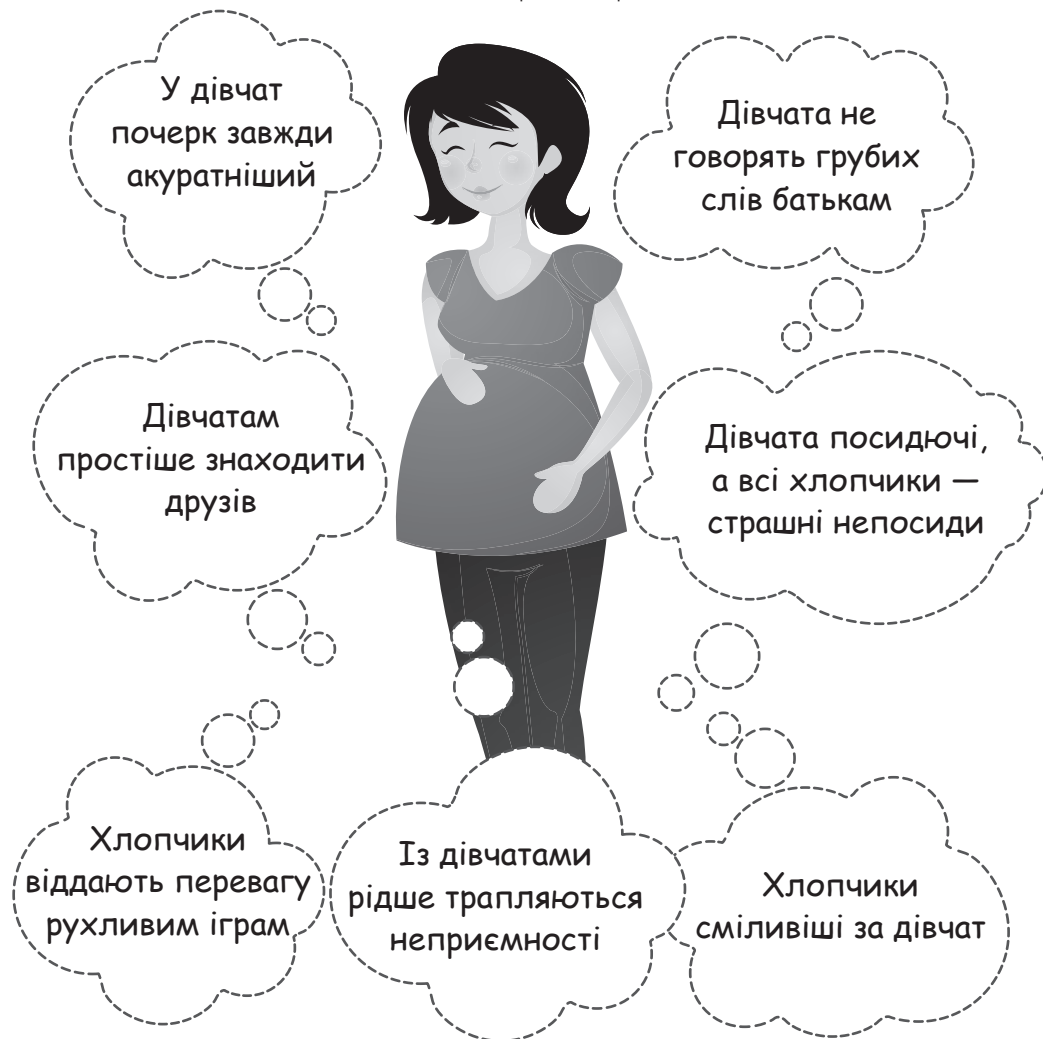 У дівчат
почерк завжди
акуратніший
Дівчата не
говорять грубих
слів батькам
Дівчатам
простіше знаходити
друзів
Дівчата посидючі,
а всі хлопчики —
страшні непосиди
Хлопчики
віддають перевагу
рухливим іграм
Із дівчатами
рідше трапляються
неприємності
Хлопчики
сміливіші за дівчат